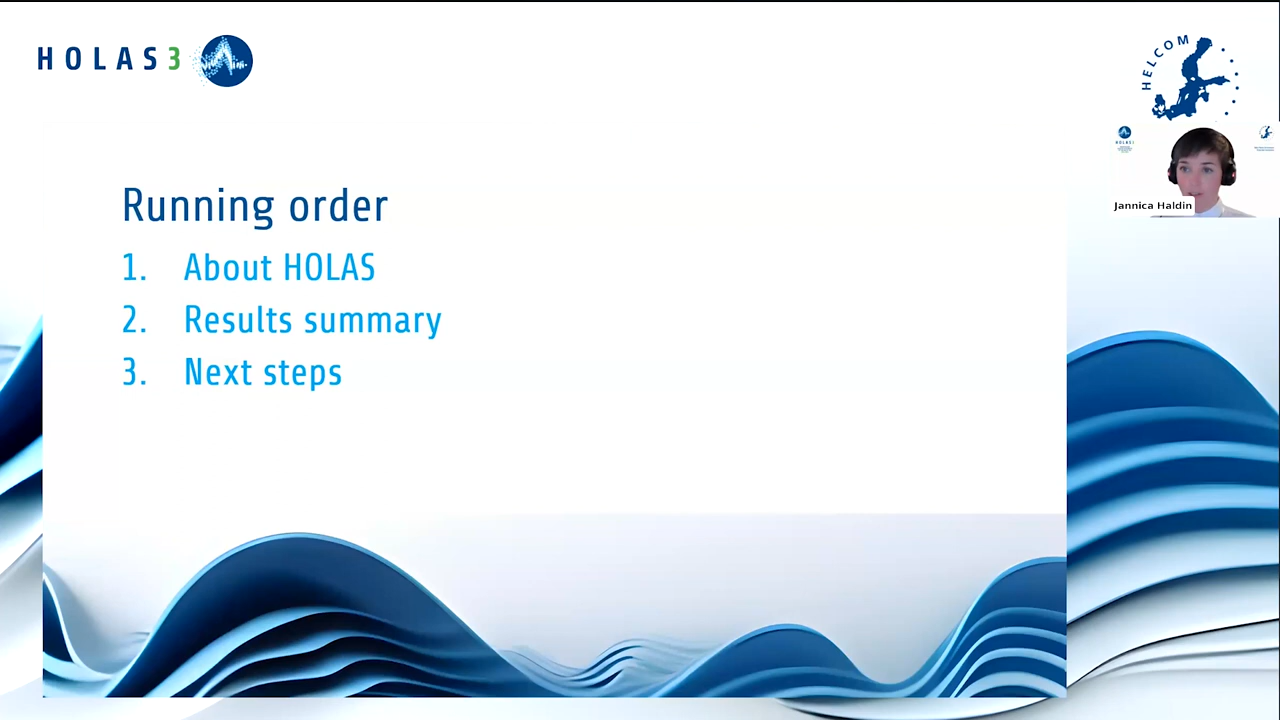 HOLAS3
HELCOM
Jannica Haldin
Running order
1. About HOLAS
2. Results summary
3. Next steps